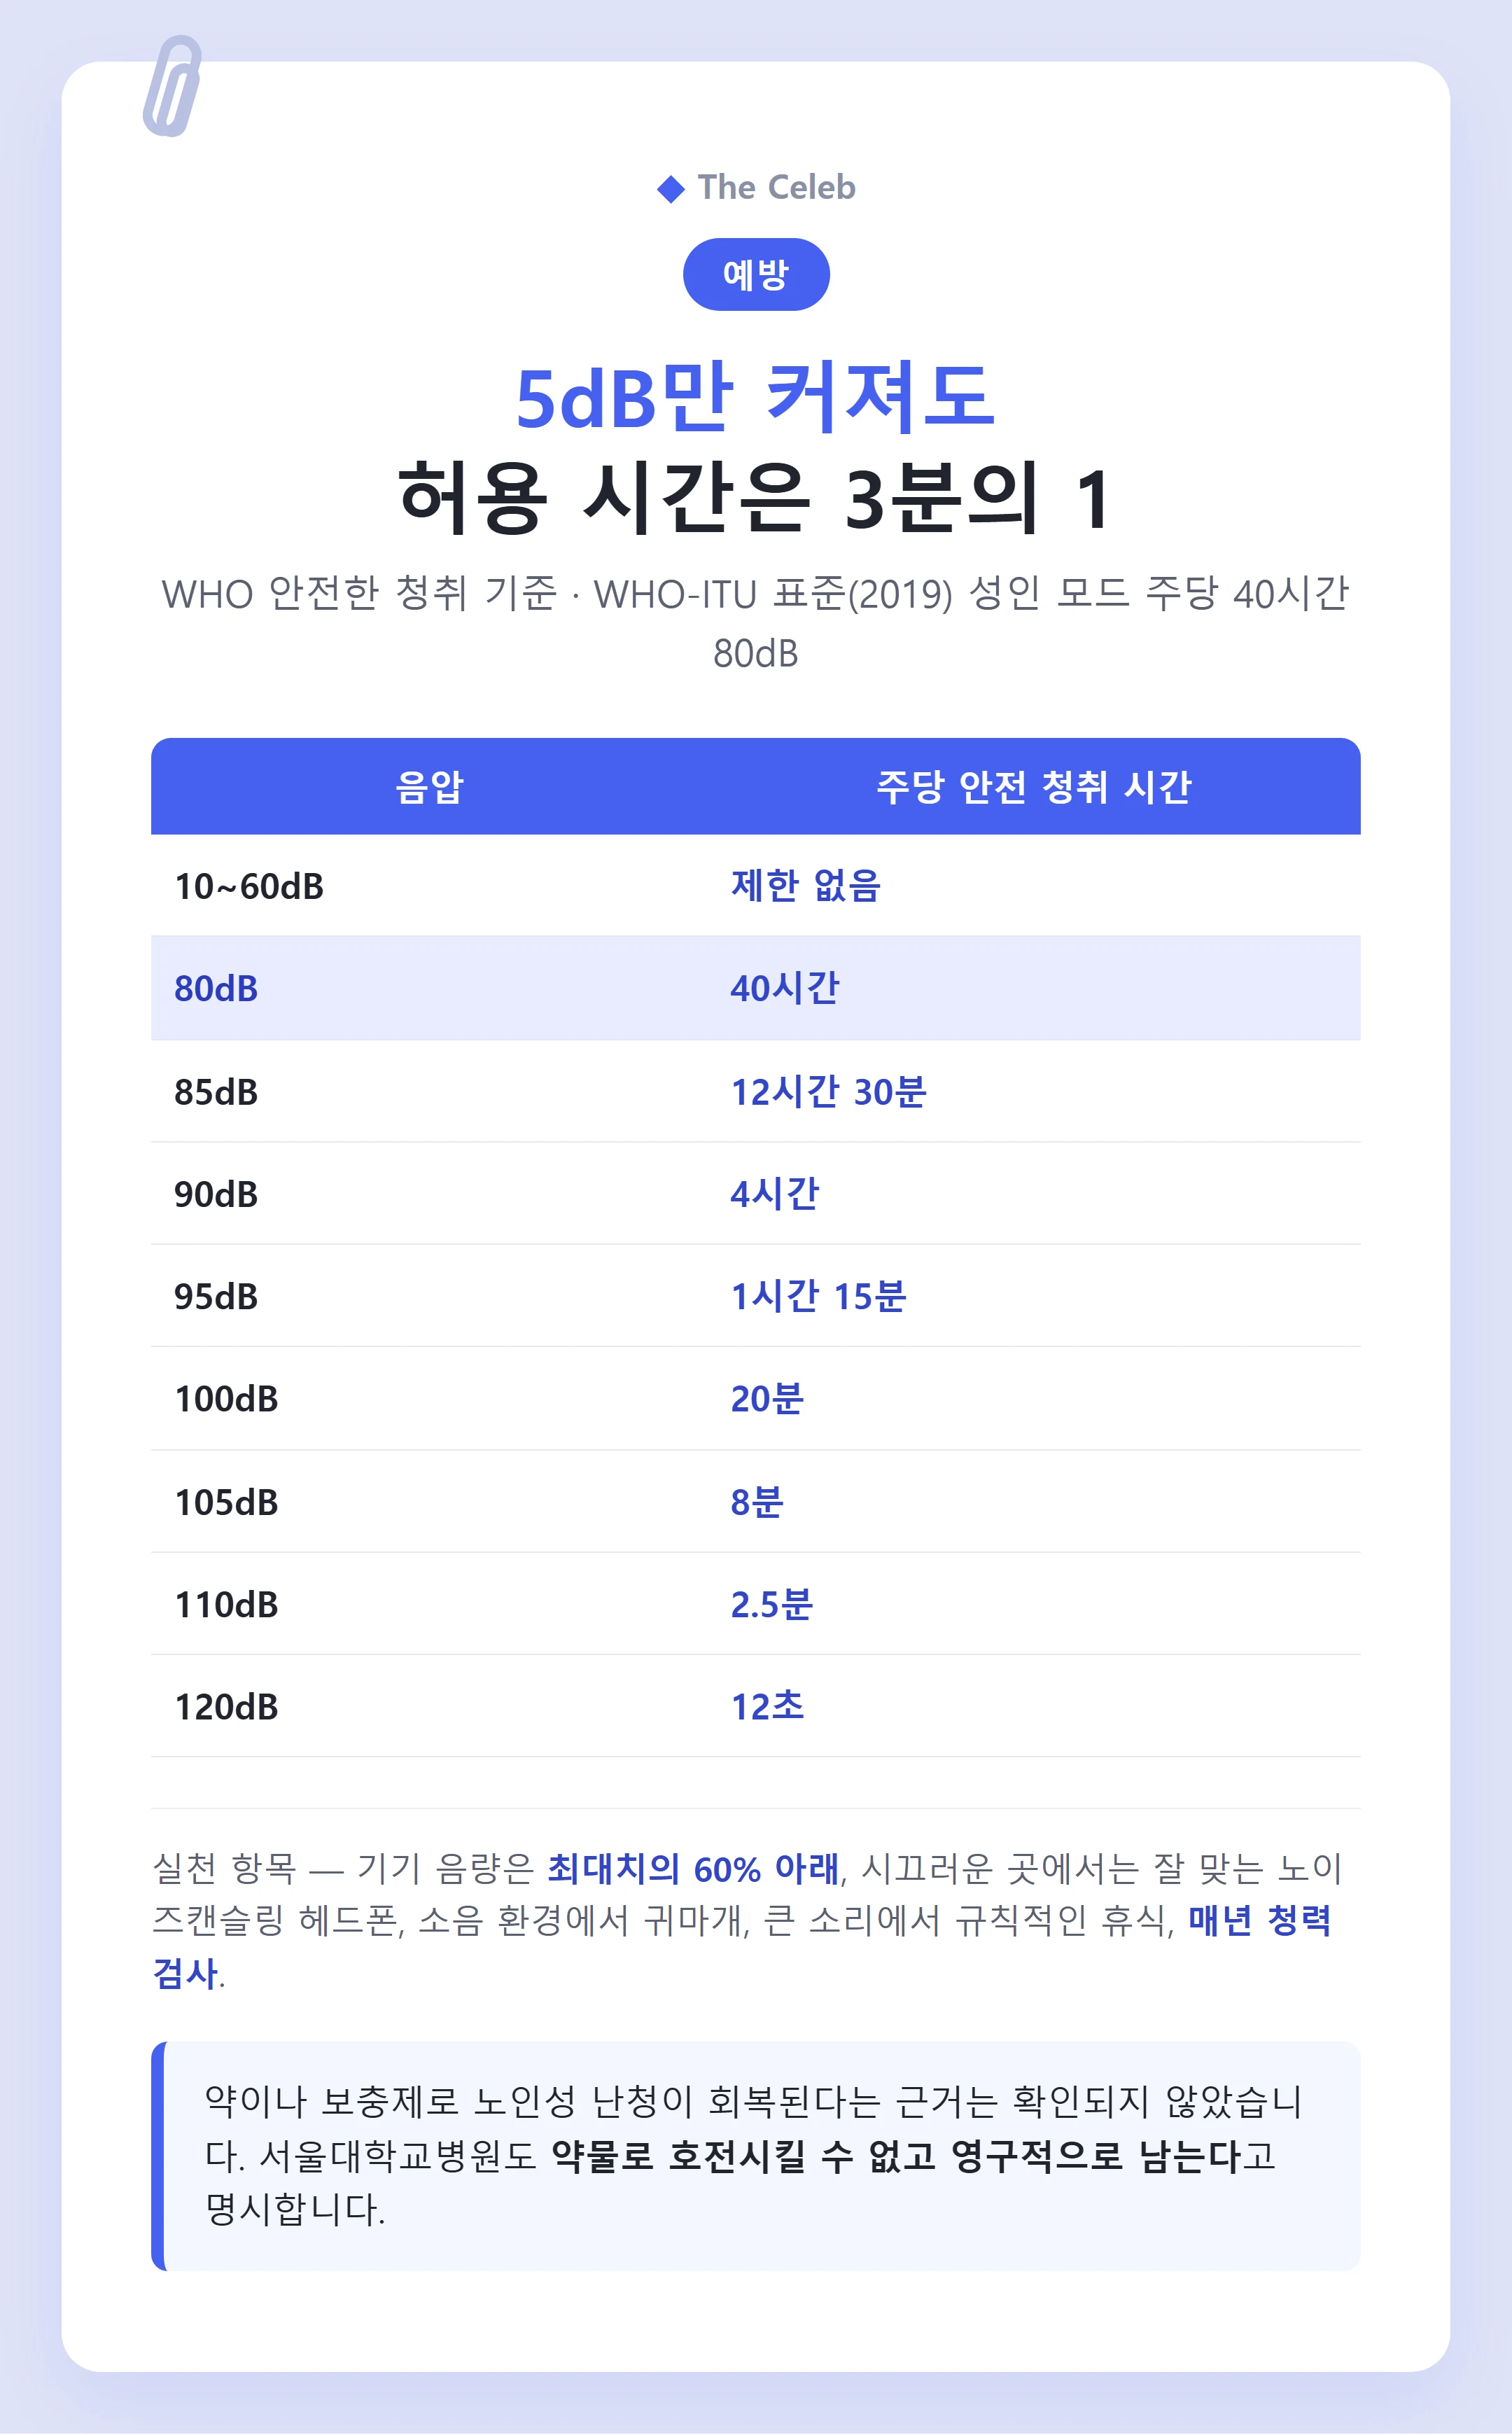 The Celeb
예방
5dB만 커져도
허용 시간은 3분의 1
WHO 안전한 청취 기준 · WHO-ITU 표준(2019) 성인 모드 주당 40시간
80dB
음압 주당 안전 청취 시간
10~60dB 제한 없음
80dB 40시간
85dB 12시간 30분
90dB 4시간
95dB 1시간 15분
100dB 20분
105dB 8분
110dB 2.5분
120dB 12초
실천 항목 — 기기 음량은 최대치의 60% 아래, 시끄러운 곳에서는 잘 맞는 노이
즈캔슬링 헤드폰, 소음 환경에서 귀마개, 큰 소리에서 규칙적인 휴식, 매년 청력
검사.
약이나 보충제로 노인성 난청이 회복된다는 근거는 확인되지 않았습니
다. 서울대학교병원도 약물로 호전시킬 수 없고 영구적으로 남는다고
명시합니다.